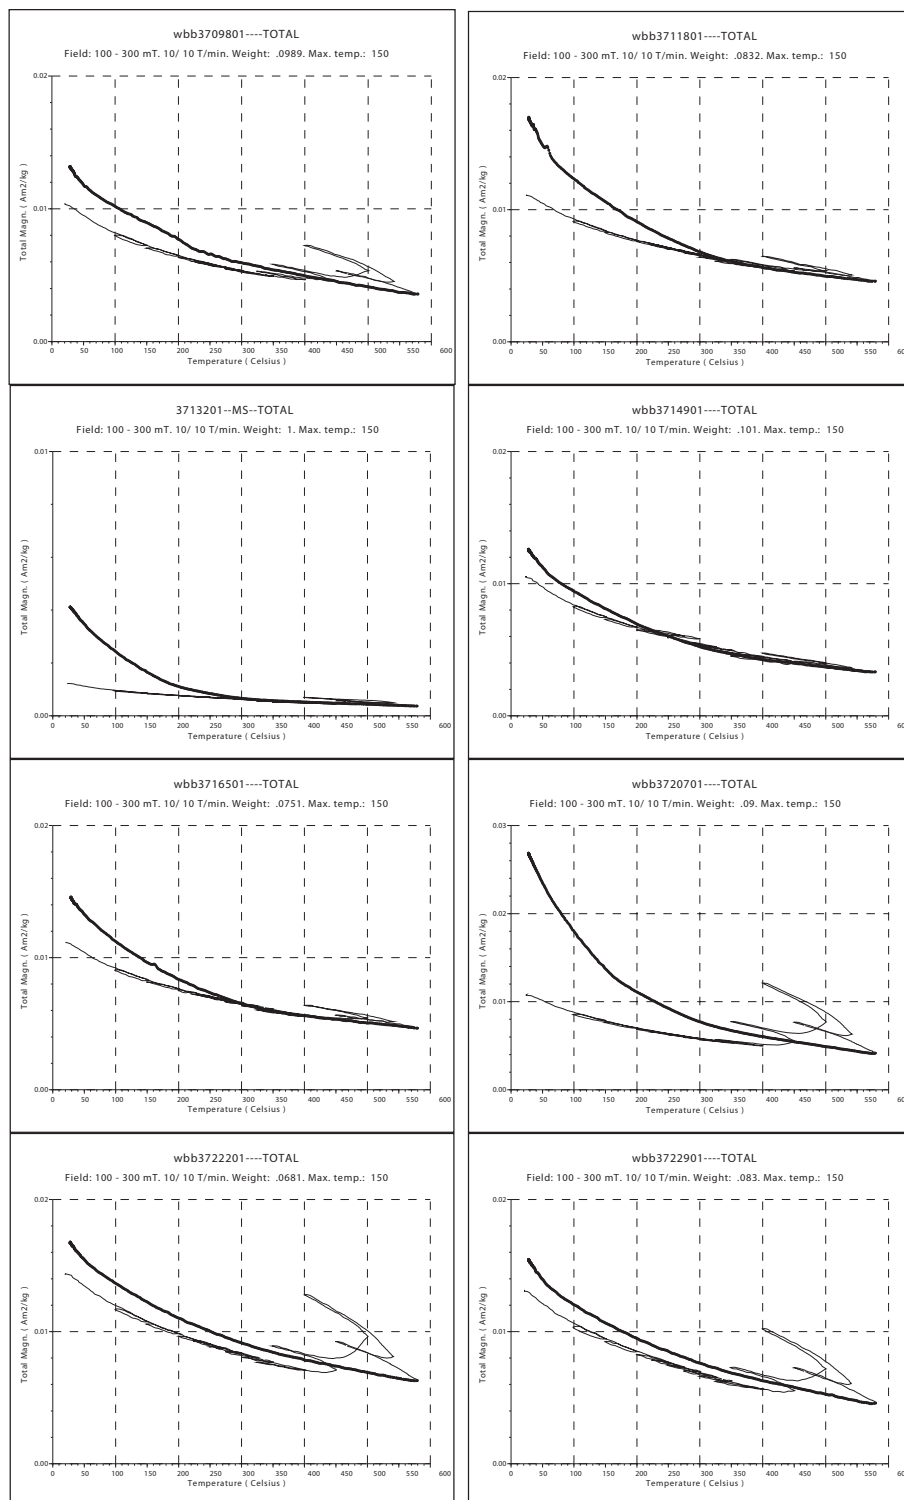 wbb3709801----TOTAL
Field: 100 - 300 mT. 10/ 10 T/min. Weight: .0989. Max. temp.: 150
0.02
0.01
0.00
Total Magn. ( Am2/kg )
0 50 100 150 200 250 300 350 400 450 500 550 600
Temperature ( Celsius )
wbb3711801----TOTAL
Field: 100 - 300 mT. 10/ 10 T/min. Weight: .0832. Max. temp.: 150
0.02
0.01
0.00
Total Magn. ( Am2/kg )
0 50 100 150 200 250 300 350 400 450 500 550 600
Temperature ( Celsius )
3713201--MS--TOTAL
Field: 100 - 300 mT. 10/ 10 T/min. Weight: 1. Max. temp.: 150
0.01
0.00
Total Magn. ( Am2/kg )
0 50 100 150 200 250 300 350 400 450 500 550 600
Temperature ( Celsius )
wbb3714901----TOTAL
Field: 100 - 300 mT. 10/ 10 T/min. Weight: .101. Max. temp.: 150
0.02
0.01
0.00
Total Magn. ( Am2/kg )
0 50 100 150 200 250 300 350 400 450 500 550 600
Temperature ( Celsius )
wbb3716501----TOTAL
Field: 100 - 300 mT. 10/ 10 T/min. Weight: .0751. Max. temp.: 150
0.02
0.01
0.00
Total Magn. ( Am2/kg )
0 50 100 150 200 250 300 350 400 450 500 550 600
Temperature ( Celsius )
wbb3720701----TOTAL
Field: 100 - 300 mT. 10/ 10 T/min. Weight: .09. Max. temp.: 150
0.03
0.02
0.01
0.00
Total Magn. ( Am2/kg )
0 50 100 150 200 250 300 350 400 450 500 550 600
Temperature ( Celsius )
wbb3722201----TOTAL
Field: 100 - 300 mT. 10/ 10 T/min. Weight: .0681. Max. temp.: 150
0.02
0.01
0.00
Total Magn. ( Am2/kg )
0 50 100 150 200 250 300 350 400 450 500 550 600
Temperature ( Celsius )
wbb3722901----TOTAL
Field: 100 - 300 mT. 10/ 10 T/min. Weight: .083. Max. temp.: 150
0.02
0.01
0.00
Total Magn. ( Am2/kg )
0 50 100 150 200 250 300 350 400 450 500 550 600
Temperature ( Celsius )